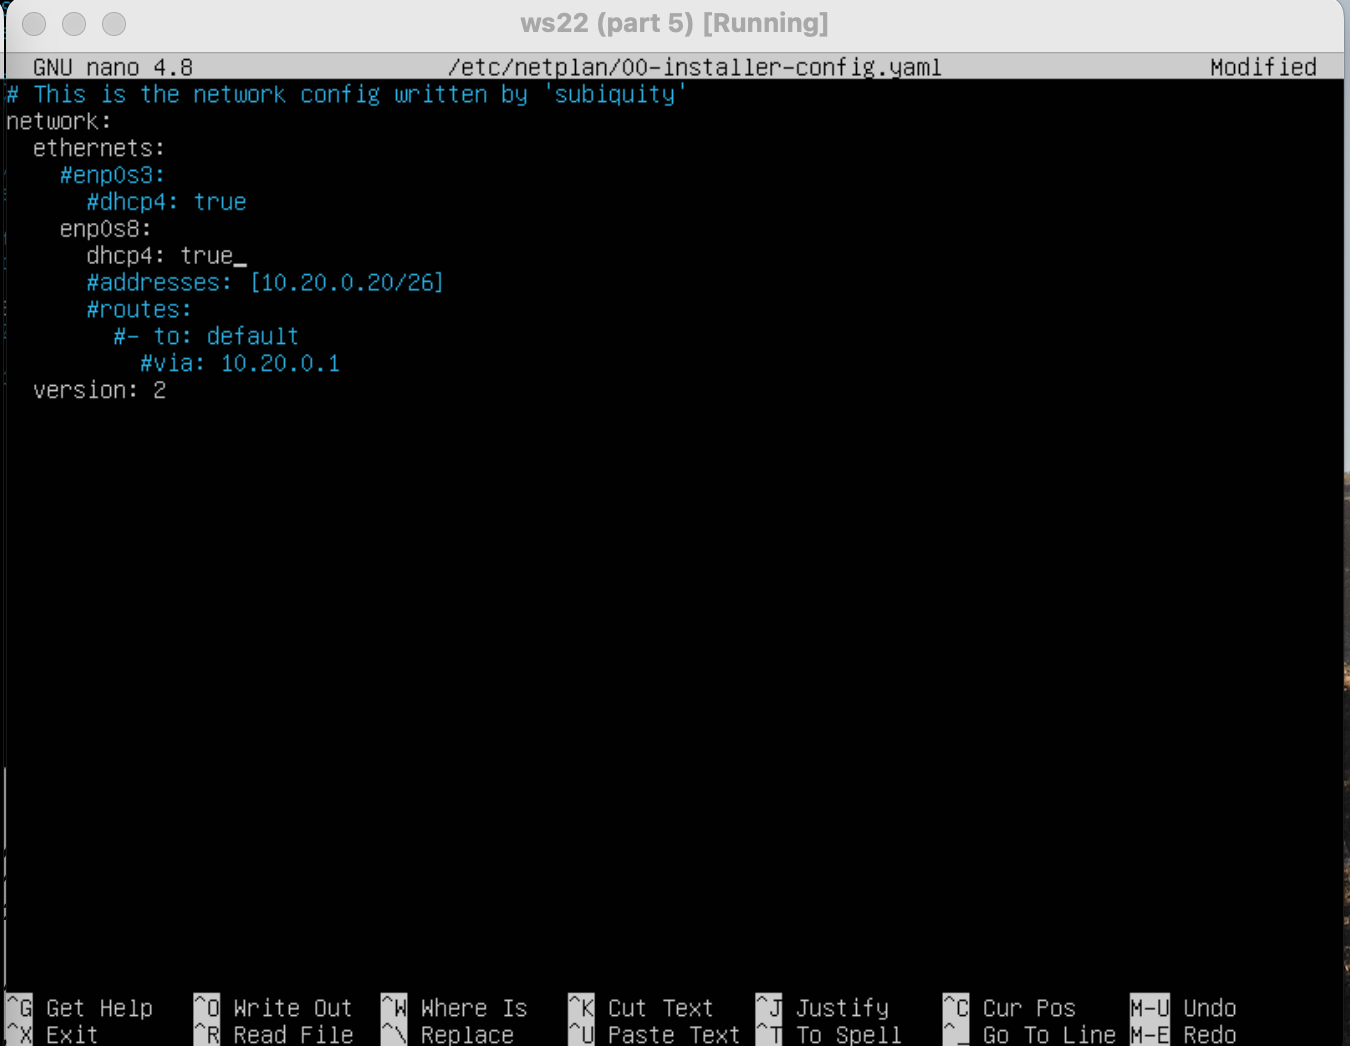 ws22 (part 5) [Running]
GNU nano 4.8 /etc/netplan/00-installer-config.yaml Modified
# This is the network config written by 'subiquity'
network:
  ethernets:
    #enp0s3:
      #dhcp4: true
    enp0s8:
      dhcp4: true_
      #addresses: [10.20.0.20/26]
      #routes:
        #- to: default
          #via: 10.20.0.1
  version: 2
^G Get Help ^O Write Out ^W Where Is ^K Cut Text ^J Justify ^C Cur Pos M-U Undo
^X Exit ^R Read File ^\ Replace ^U Paste Text ^T To Spell ^_ Go To Line M-E Redo